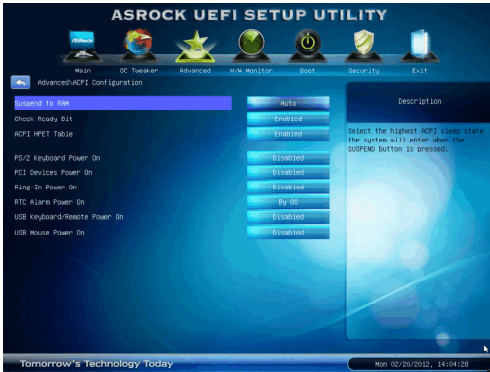 ASROCK UEFI SETUP UTILITY
ASRock
Main OC Tweaker Advanced H/W Monitor Boot Security Exit
Advanced\ACPI Configuration
Description
Suspend to RAM Auto
Check Ready Bit Enabled
ACPI HPET Table Enabled
Select the highest ACPI sleep state
the system will enter when the
SUSPEND button is pressed.
PS/2 Keyboard Power On Disabled
PCI Devices Power On Disabled
Ring-In Power On Disabled
RTC Alarm Power On By OS
USB Keyboard/Remote Power On Disabled
USB Mouse Power On Disabled
Tomorrow's Technology Today
Mon 02/20/2012, 14:04:28